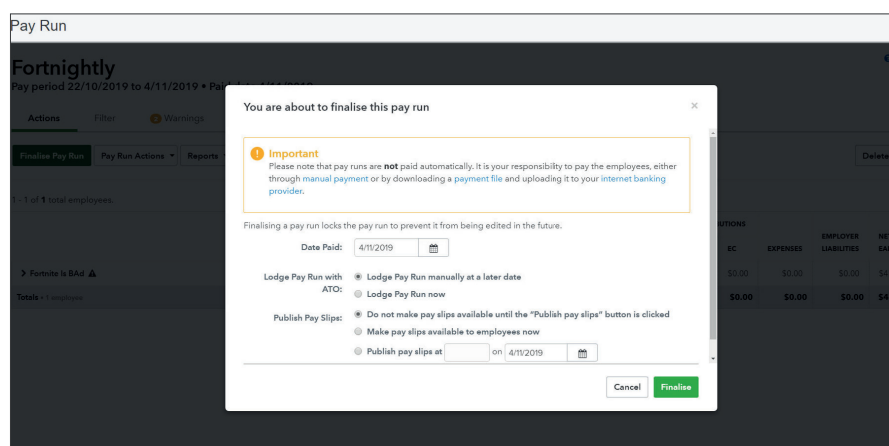 Pay Run
Fortnightly
Pay period 22/10/2019 to 4/11/2019 • Paid date 4/11/2019
Actions Filter Warnings
Finalise Pay Run Pay Run Actions Reports Delete
1 - 1 of 1 total employees.
EC EXPENSES EMPLOYER LIABILITIES
Fortnite Is BAd $0.00 $0.00 $0.00
Totals • 1 employee $0.00 $0.00 $0.00
You are about to finalise this pay run
×
Important
Please note that pay runs are not paid automatically. It is your responsibility to pay the employees, either
through manual payment or by downloading a payment file and uploading it to your internet banking
provider.
Finalising a pay run locks the pay run to prevent it from being edited in the future.
Date Paid: 4/11/2019
Lodge Pay Run with Lodge Pay Run manually at a later date
ATO: Lodge Pay Run now
Publish Pay Slips: Do not make pay slips available until the "Publish pay slips" button is clicked
Make pay slips available to employees now
Publish pay slips at on 4/11/2019
Cancel Finalise